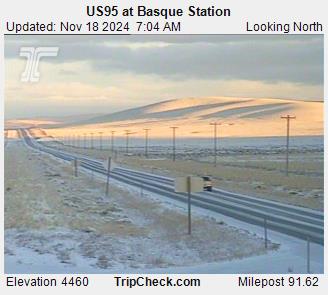 US95 at Basque Station
Updated: Nov 18 2024 7:04 AM Looking North
Elevation 4460 TripCheck.com Milepost 91.62